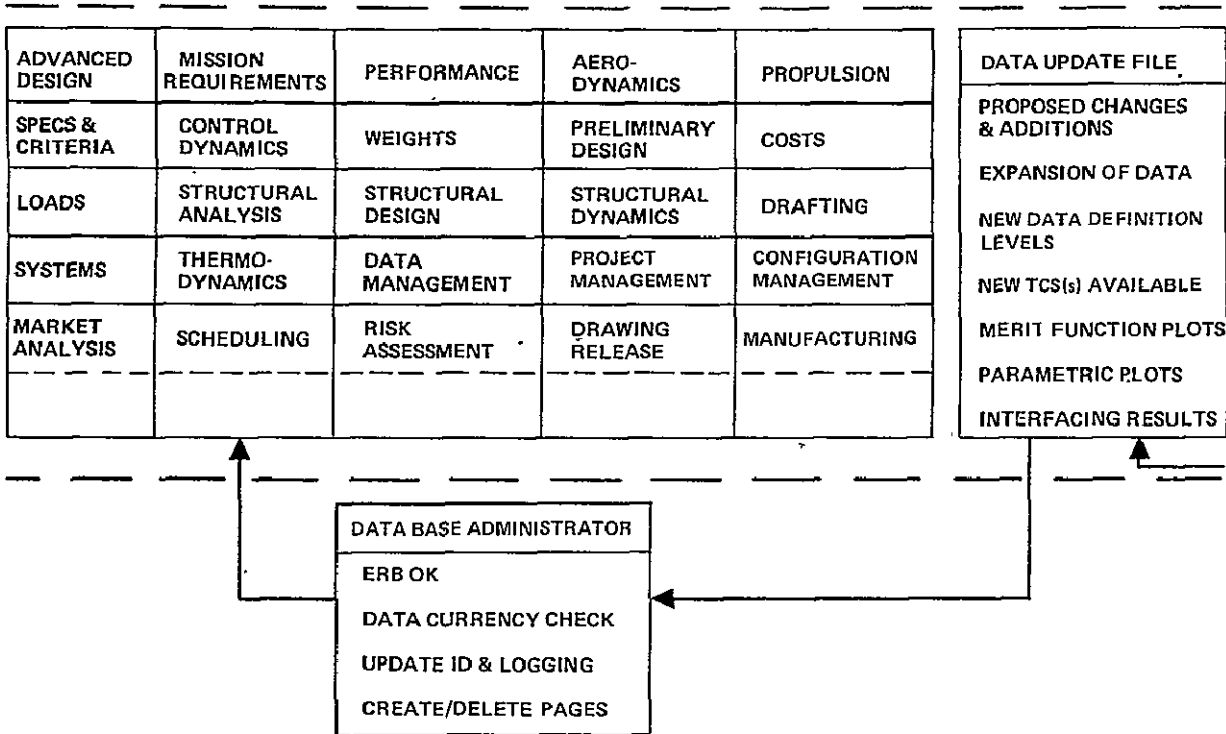 ADVANCED DESIGN
MISSION REQUIREMENTS
PERFORMANCE
AERO-
DYNAMICS
PROPULSION
SPECS &
CRITERIA
CONTROL
DYNAMICS
WEIGHTS
PRELIMINARY
DESIGN
COSTS
LOADS
STRUCTURAL
ANALYSIS
STRUCTURAL
DESIGN
STRUCTURAL
DYNAMICS
DRAFTING
SYSTEMS
THERMO-
DYNAMICS
DATA
MANAGEMENT
PROJECT
MANAGEMENT
CONFIGURATION
MANAGEMENT
MARKET
ANALYSIS
SCHEDULING
RISK
ASSESSMENT
DRAWING
RELEASE
MANUFACTURING
DATA UPDATE FILE
PROPOSED CHANGES
& ADDITIONS
EXPANSION OF DATA
NEW DATA DEFINITION
LEVELS
NEW TCS(s) AVAILABLE
MERIT FUNCTION PLOTS
PARAMETRIC PLOTS
INTERFACING RESULTS
DATA BASE ADMINISTRATOR
ERB OK
DATA CURRENCY CHECK
UPDATE ID & LOGGING
CREATE/DELETE PAGES